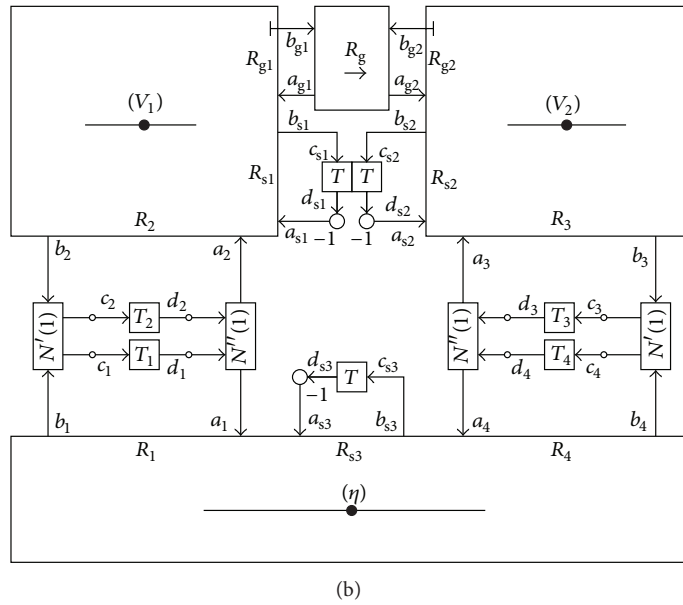 R_g1 b_g1 R_g b_g2 R_g2
a_g1 a_g2
(V_1) (V_2)
b_s1 b_s2
c_s1 c_s2
R_s1 T T R_s2
d_s1 d_s2
R_2 a_s1 −1 −1 a_s2 R_3
b_2 a_2 a_3 b_3
N′(1) c_2 T_2 d_2 N″(1) N″(1) d_3 T_3 c_3 N′(1)
c_1 T_1 d_1 d_4 T_4 c_4
d_s3 T c_s3
−1
b_1 a_1 a_s3 b_s3 a_4 b_4
R_1 R_s3 R_4
(η)
(b)